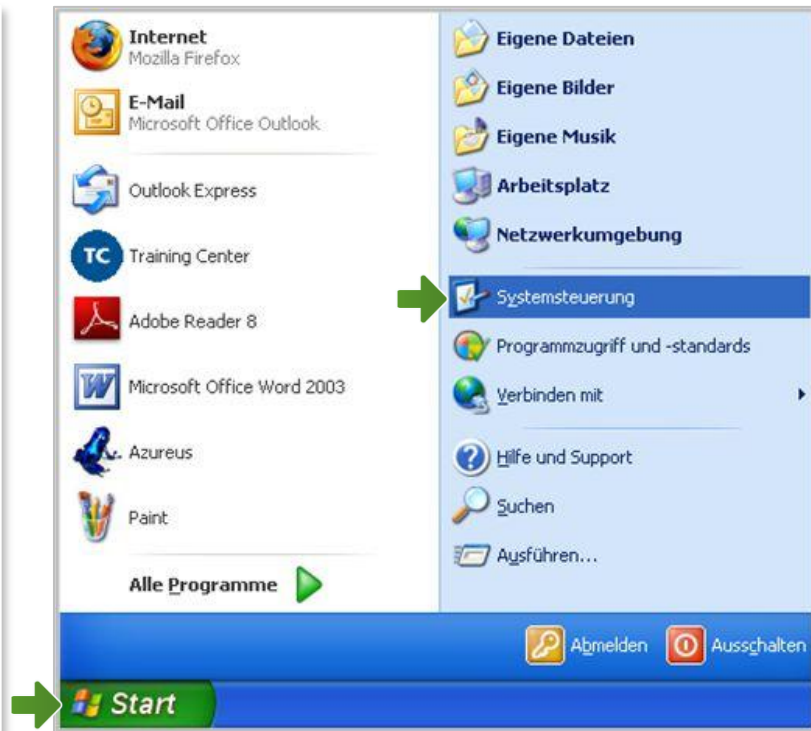 Internet
Mozilla Firefox
E-Mail
Microsoft Office Outlook
Outlook Express
TC
Training Center
Adobe Reader 8
Microsoft Office Word 2003
Azureus
Paint
Alle Programme
Eigene Dateien
Eigene Bilder
Eigene Musik
Arbeitsplatz
Netzwerkumgebung
Systemsteuerung
Programmzugriff und -standards
Verbinden mit
Hilfe und Support
Suchen
Ausführen...
Abmelden
Ausschalten
Start